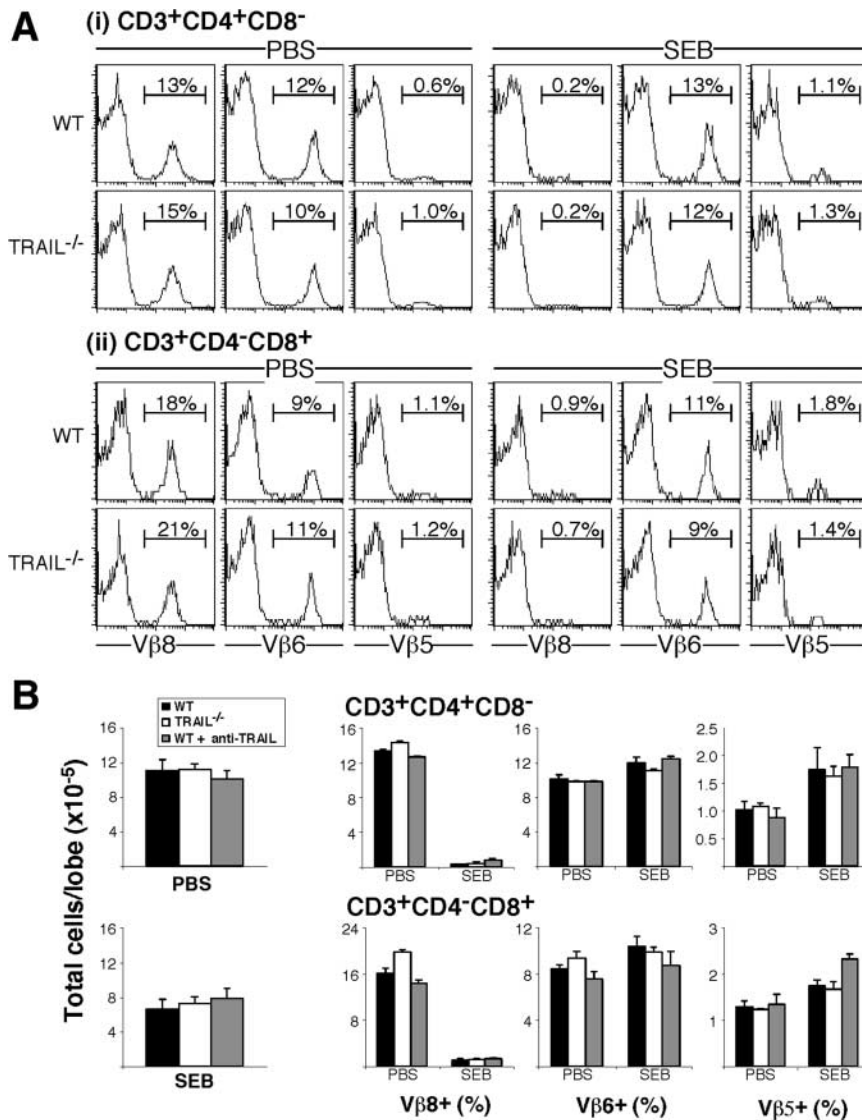 A
(i) CD3+CD4+CD8-
PBS SEB
WT 13% 12% 0.6% 0.2% 13% 1.1%
TRAIL-/- 15% 10% 1.0% 0.2% 12% 1.3%
(ii) CD3+CD4-CD8+
PBS SEB
WT 18% 9% 1.1% 0.9% 11% 1.8%
TRAIL-/- 21% 11% 1.2% 0.7% 9% 1.4%
Vβ8 Vβ6 Vβ5 Vβ8 Vβ6 Vβ5
B
WT
TRAIL-/-
WT + anti-TRAIL
Total cells/lobe (x10-5)
16
12
8
4
PBS
16
12
8
4
SEB
CD3+CD4+CD8-
16
12
8
4
PBS SEB
16
12
8
4
PBS SEB
2.5
2.0
1.5
1.0
0.5
PBS SEB
CD3+CD4-CD8+
24
16
8
PBS SEB
12
8
4
PBS SEB
3
2
1
PBS SEB
Vβ8+ (%) Vβ6+ (%) Vβ5+ (%)